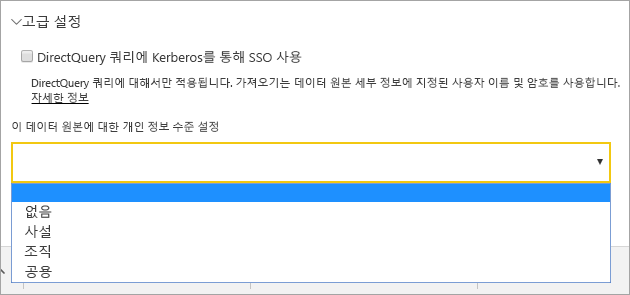 고급 설정
DirectQuery 쿼리에 Kerberos를 통해 SSO 사용
DirectQuery 쿼리에 대해서만 적용됩니다. 가져오기는 데이터 원본 세부 정보에 지정된 사용자 이름 및 암호를 사용합니다.
자세한 정보
이 데이터 원본에 대한 개인 정보 수준 설정
없음
사설
조직
공용